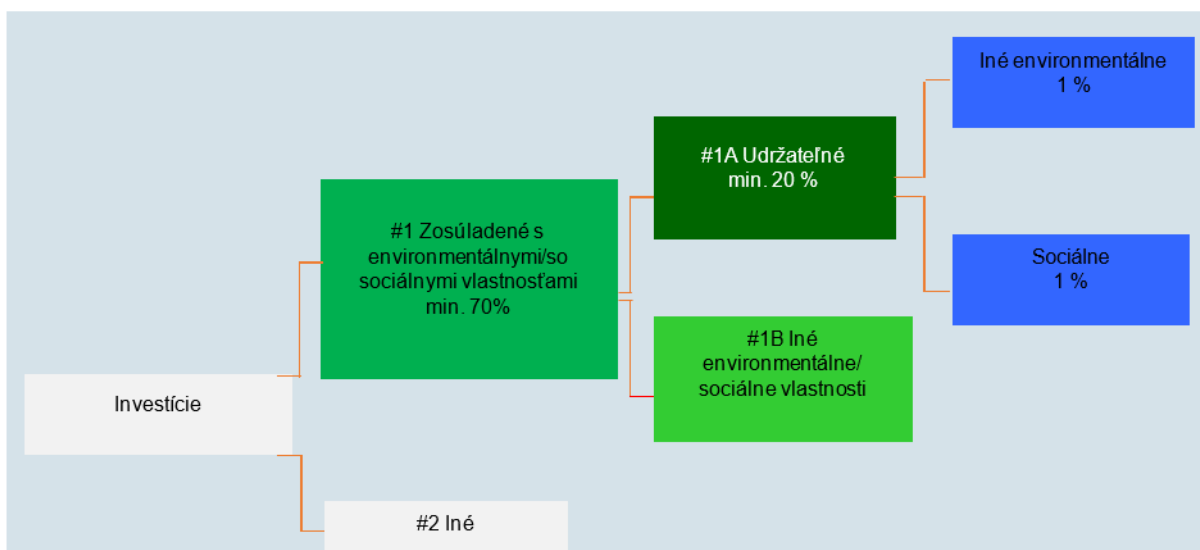 Investície
#1 Zosúladené s
environmentálnymi/so
sociálnymi vlastnosťami
min. 70%
#2 Iné
#1A Udržateľné
min. 20 %
#1B Iné
environmentálne/
sociálne vlastnosti
Iné environmentálne
1 %
Sociálne
1 %